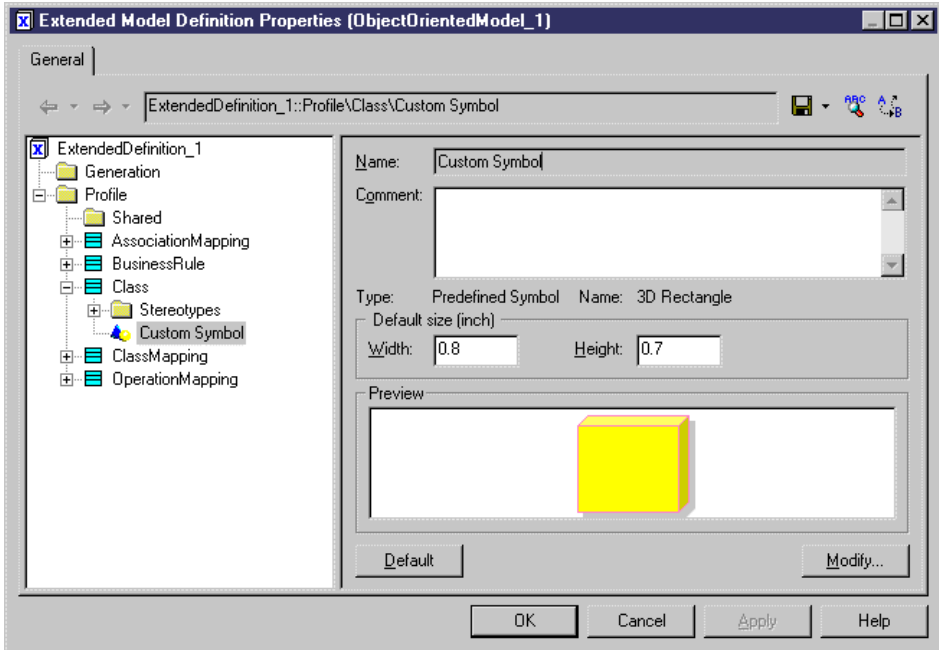 Extended Model Definition Properties (ObjectOrientedModel_1)
General
ExtendedDefinition_1::Profile\Class\Custom Symbol
ABC
A
B
ExtendedDefinition_1
Generation
Profile
Shared
AssociationMapping
BusinessRule
Class
Stereotypes
Custom Symbol
ClassMapping
OperationMapping
Name: Custom Symbol
Comment:
Type: Predefined Symbol Name: 3D Rectangle
Default size (inch)
Width: 0.8 Height: 0.7
Preview
Default Modify...
OK Cancel Apply Help